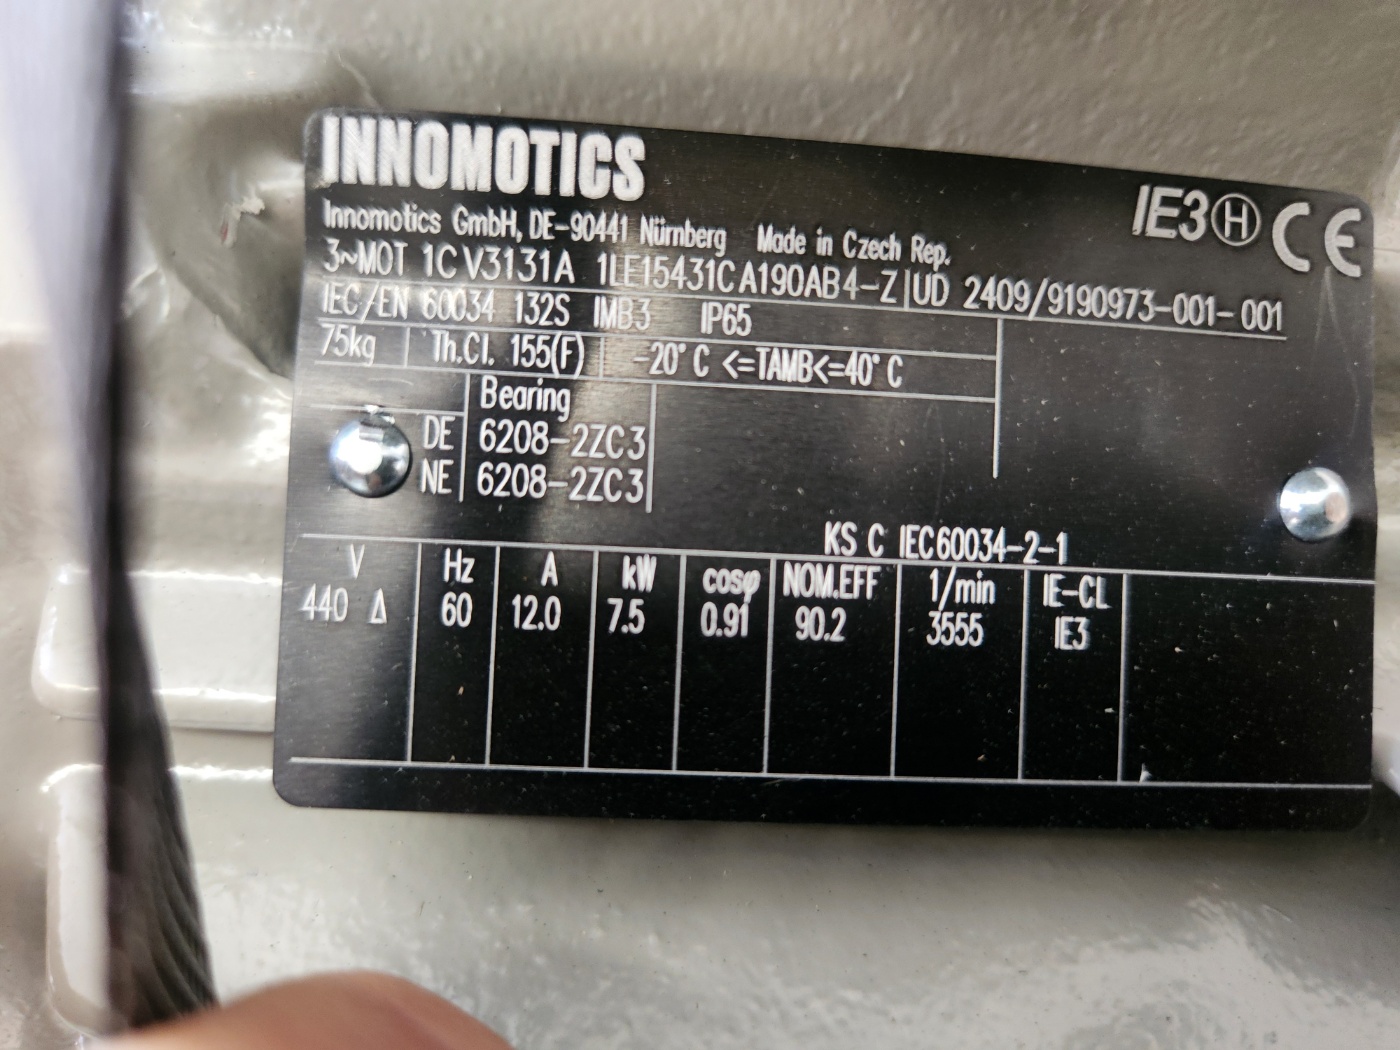 INNOMOTICS
IE3 H CE
Innomotics GmbH, DE-90441 Nürnberg Made in Czech Rep.
3~MOT 1CV3131A 1LE15431CA190AB4-Z UD 2409/9190973-001-001
IEC/EN 60034 132S IMB3 IP65
75kg Th.Cl. 155(F) -20°C <=TAMB<=40°C
Bearing
DE 6208-2ZC3
NE 6208-2ZC3
KS C IEC60034-2-1
V Hz A kW cosφ NOM.EFF 1/min IE-CL
440 Δ 60 12.0 7.5 0.91 90.2 3555 IE3